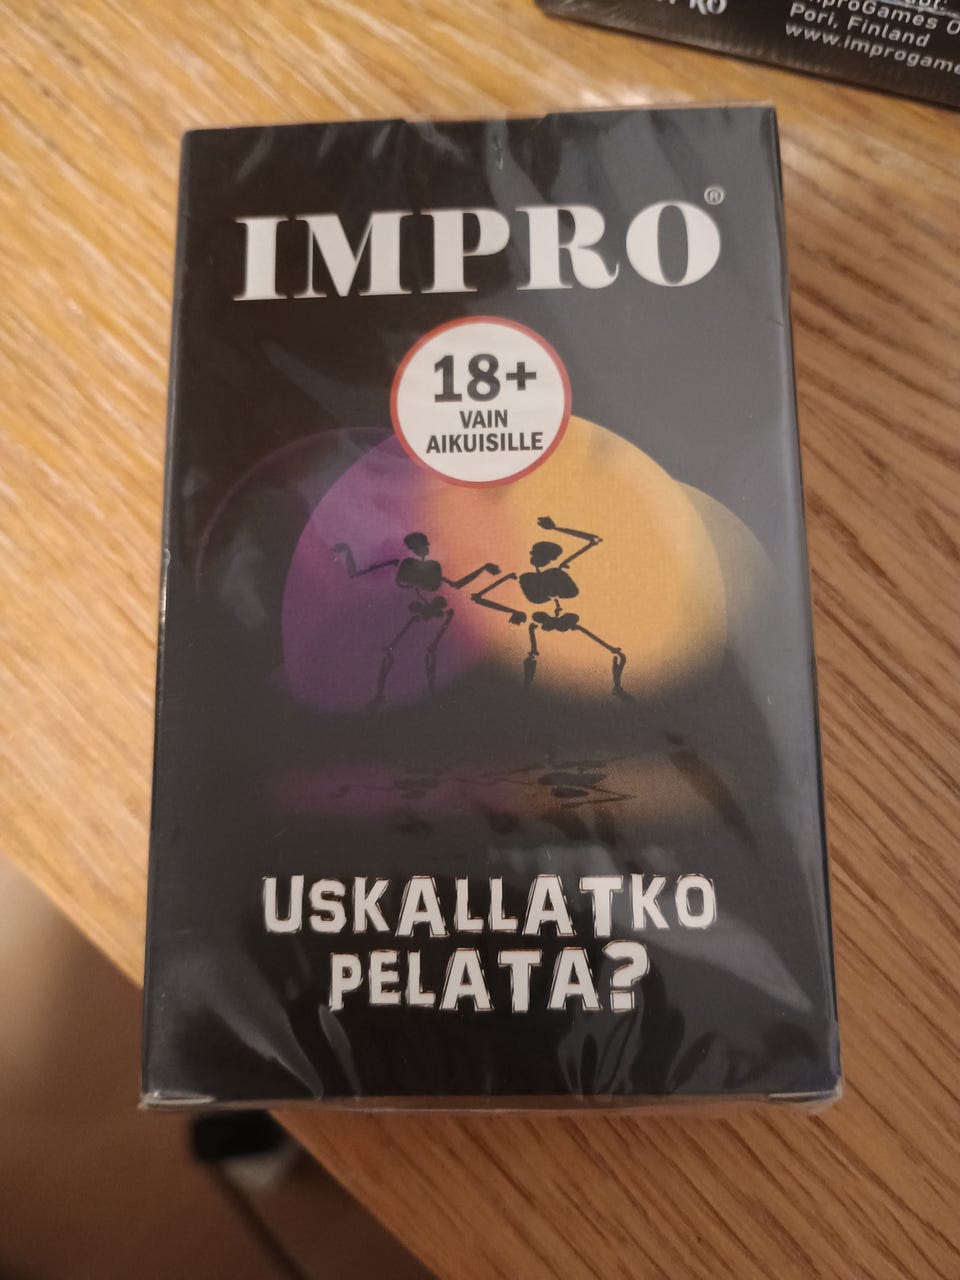 Pori, Finland
IMPRO®
18+
VAIN
AIKUISILLE
USKALLATKO
PELATA?